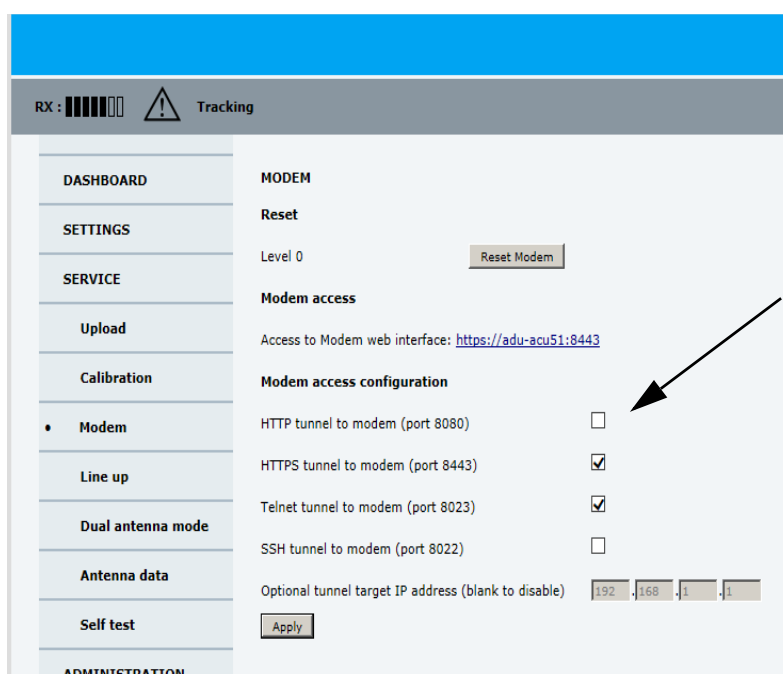 RX : Tracking
DASHBOARD
SETTINGS
SERVICE
Upload
Calibration
• Modem
Line up
Dual antenna mode
Antenna data
Self test
ADMINISTRATION
MODEM
Reset
Level 0 Reset Modem
Modem access
Access to Modem web interface: https://adu-acu51:8443
Modem access configuration
HTTP tunnel to modem (port 8080)
HTTPS tunnel to modem (port 8443)
Telnet tunnel to modem (port 8023)
SSH tunnel to modem (port 8022)
Optional tunnel target IP address (blank to disable) 192 .168 .1 .1
Apply